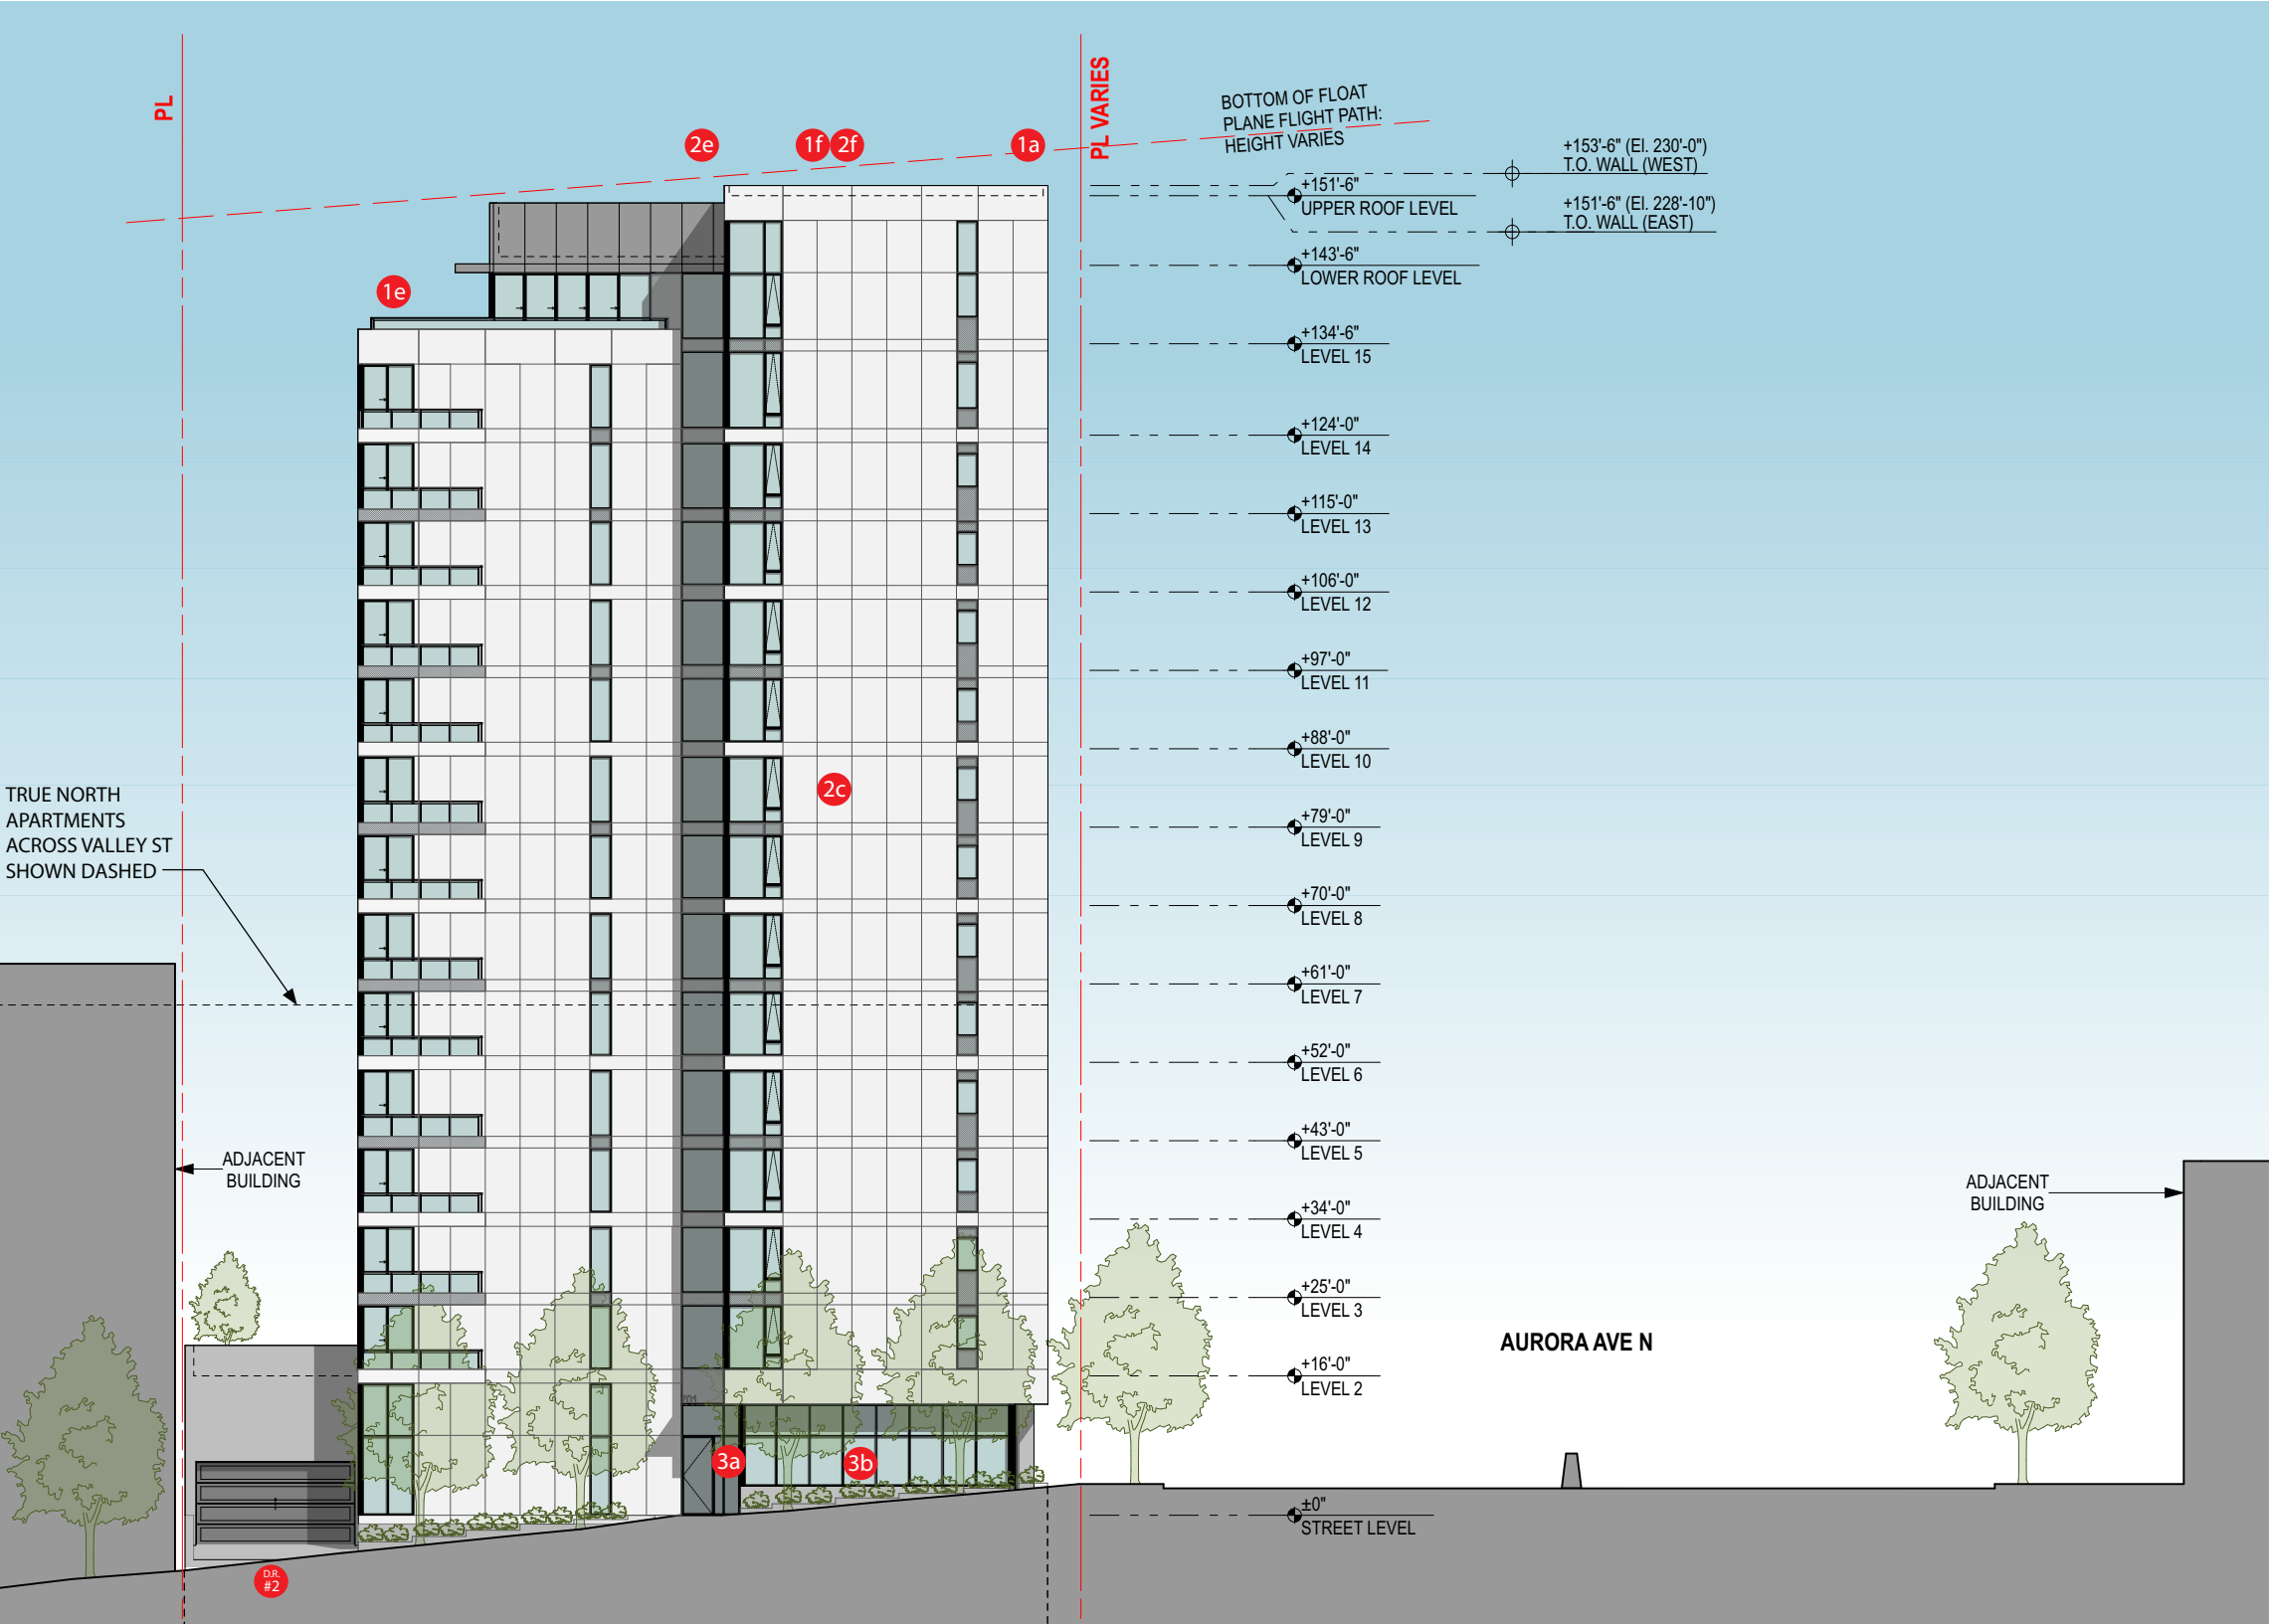 PL
PL VARIES
BOTTOM OF FLOAT
PLANE FLIGHT PATH:
HEIGHT VARIES
2e
1f
2f
1a
1e
+153'-6" (El. 230'-0")
T.O. WALL (WEST)
+151'-6"
UPPER ROOF LEVEL
+151'-6" (El. 228'-10")
T.O. WALL (EAST)
+143'-6"
LOWER ROOF LEVEL
+134'-6"
LEVEL 15
+124'-0"
LEVEL 14
+115'-0"
LEVEL 13
+106'-0"
LEVEL 12
+97'-0"
LEVEL 11
+88'-0"
LEVEL 10
2c
TRUE NORTH
APARTMENTS
ACROSS VALLEY ST
SHOWN DASHED
+79'-0"
LEVEL 9
+70'-0"
LEVEL 8
+61'-0"
LEVEL 7
+52'-0"
LEVEL 6
+43'-0"
LEVEL 5
ADJACENT
BUILDING
ADJACENT
BUILDING
+34'-0"
LEVEL 4
+25'-0"
LEVEL 3
AURORA AVE N
+16'-0"
LEVEL 2
3a
3b
±0"
STREET LEVEL
D.R.
#2